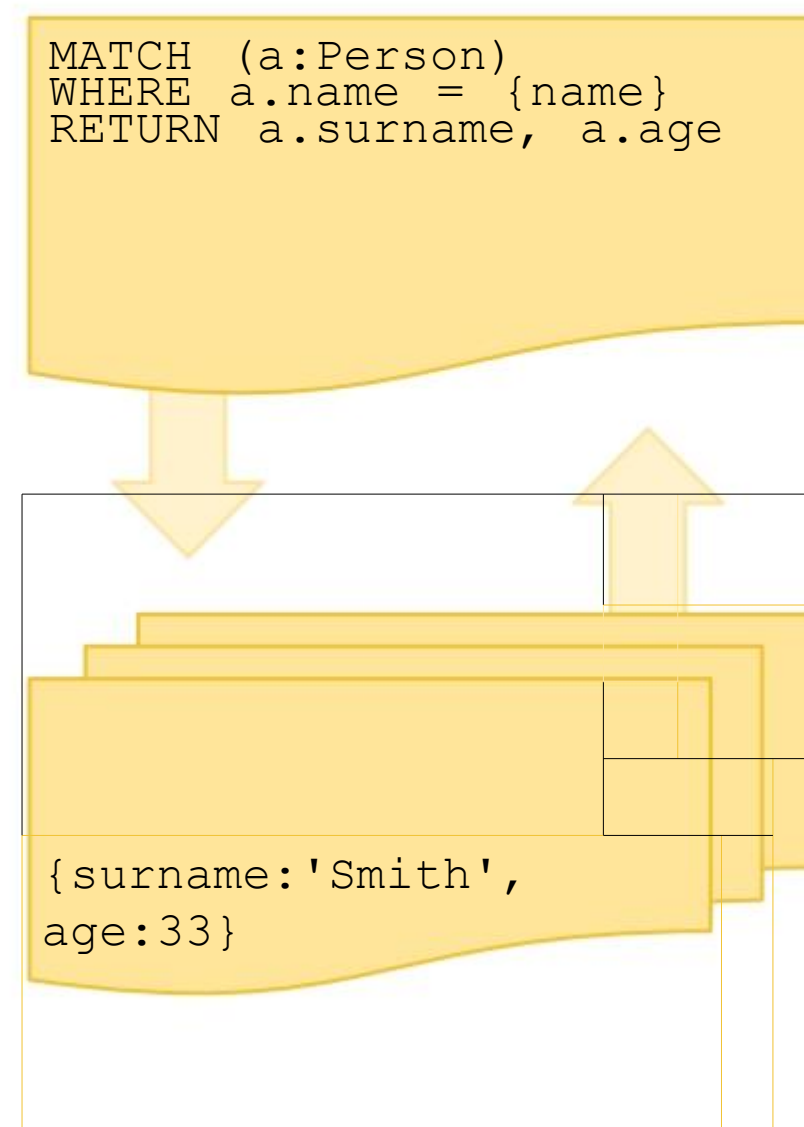 MATCH (a:Person)
WHERE a.name = {name}
RETURN a.surname, a.age
{surname:'Smith',
age:33}